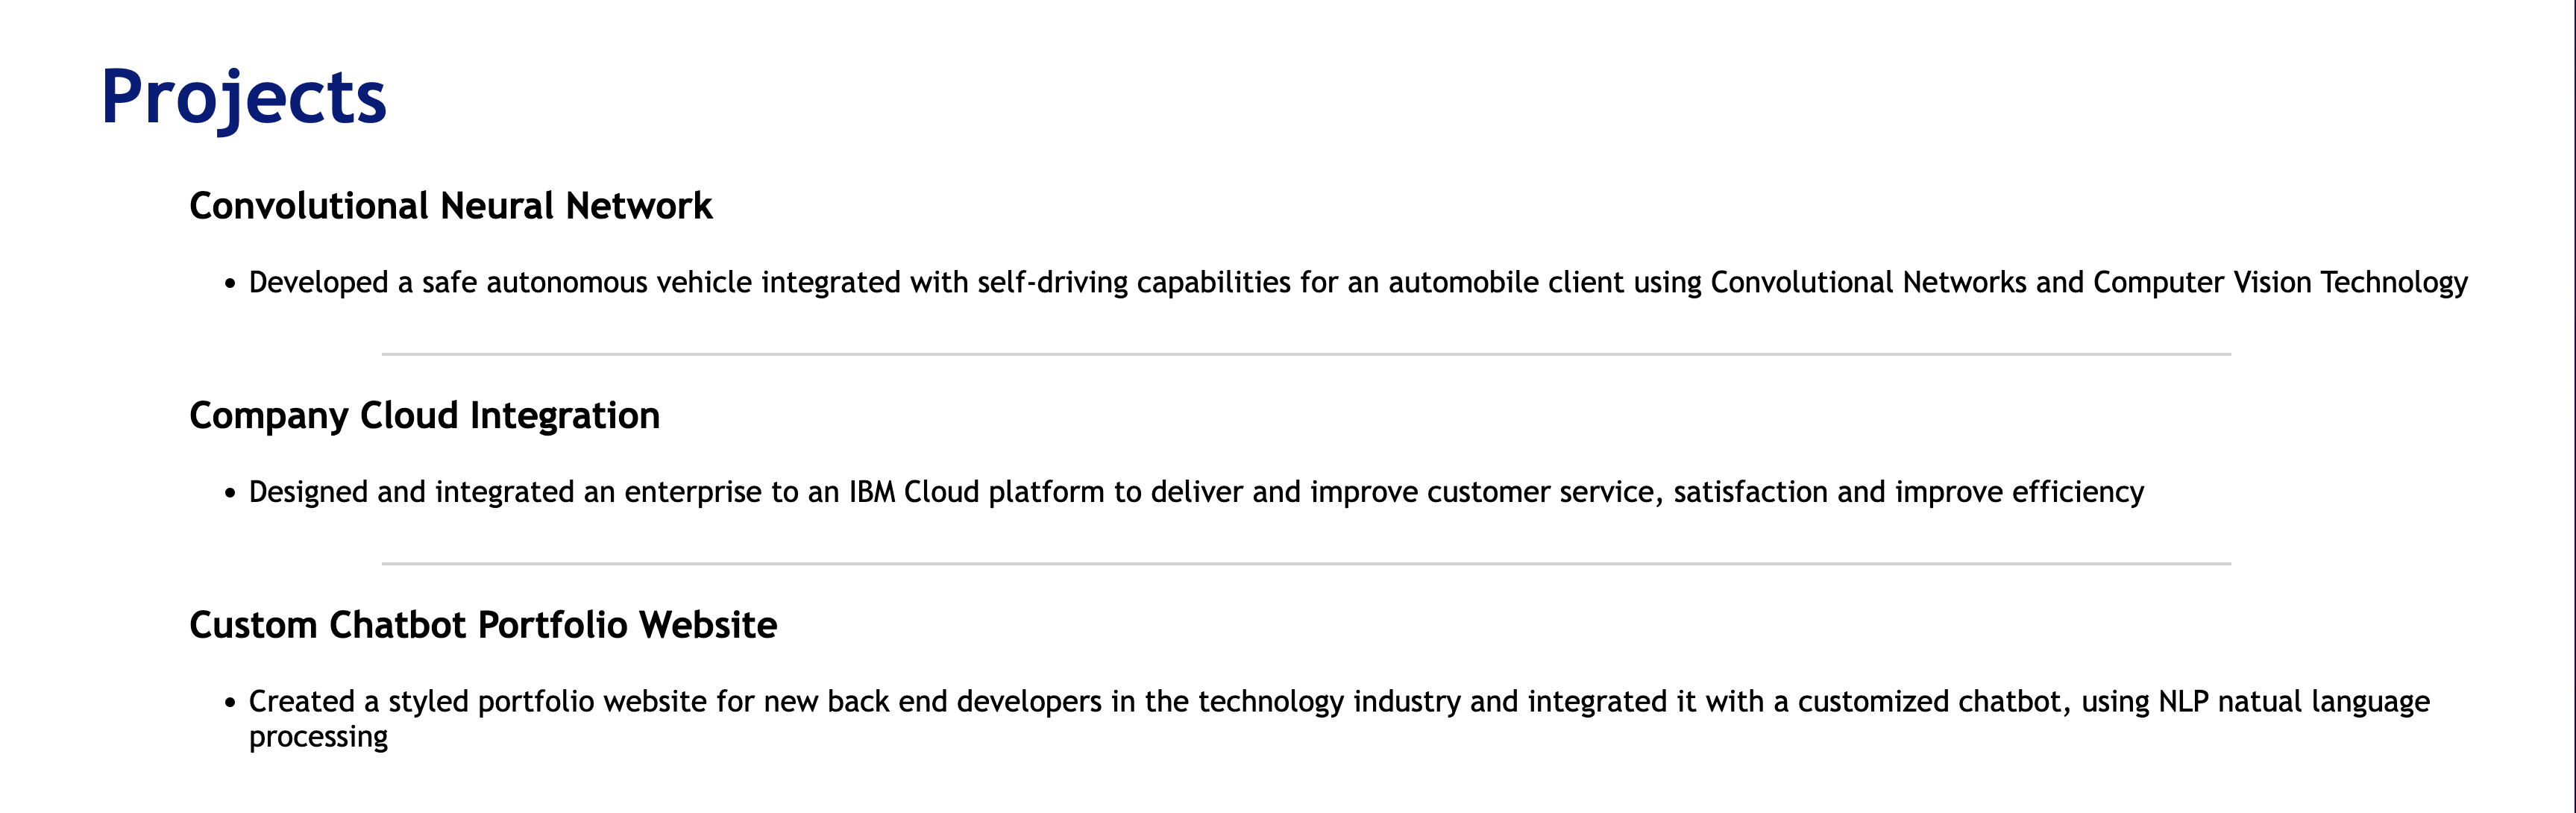 Projects
Convolutional Neural Network
• Developed a safe autonomous vehicle integrated with self-driving capabilities for an automobile client using Convolutional Networks and Computer Vision Technology
Company Cloud Integration
• Designed and integrated an enterprise to an IBM Cloud platform to deliver and improve customer service, satisfaction and improve efficiency
Custom Chatbot Portfolio Website
• Created a styled portfolio website for new back end developers in the technology industry and integrated it with a customized chatbot, using NLP natual language
processing